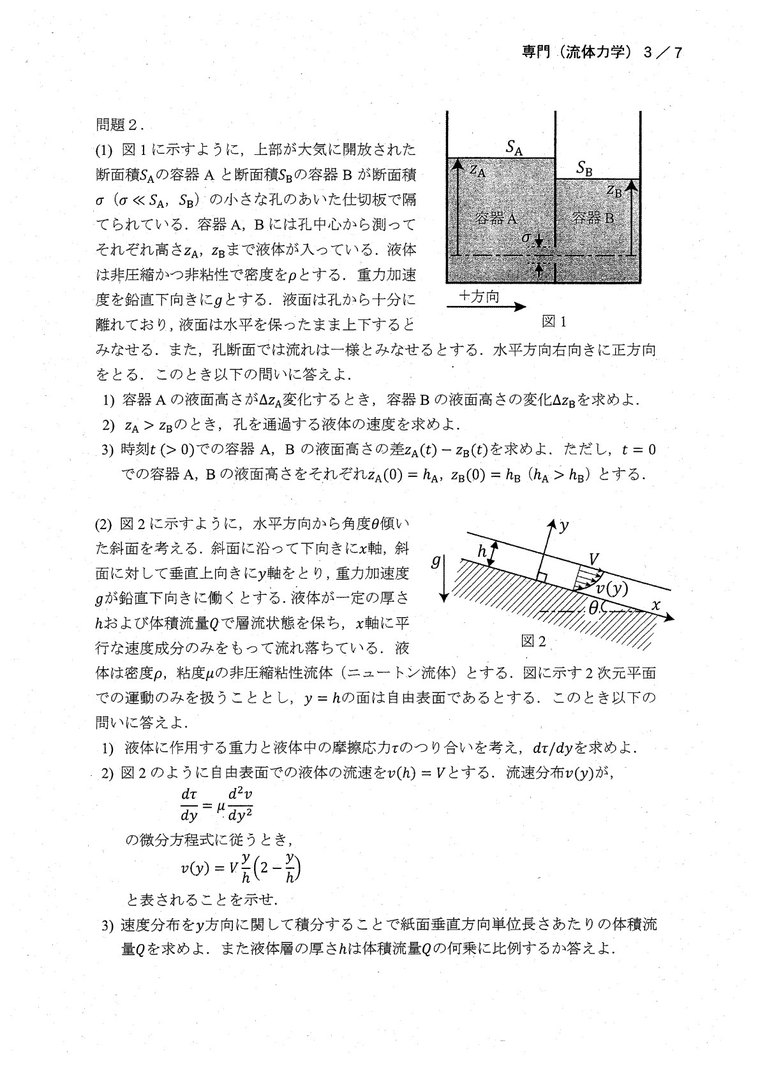 専門（流体力学）３／７
問題２．
(1) 図１に示すように，上部が大気に開放された
断面積S_Aの容器 A と断面積S_Bの容器 B が断面積
σ（σ ≪ S_A，S_B）の小さな孔のあいた仕切板で隔
てられている．容器 A，B には孔中心から測って
それぞれ高さz_A，z_Bまで液体が入っている．液体
は非圧縮かつ非粘性で密度をρとする．重力加速
度を鉛直下向きにgとする．液面は孔から十分に
離れており，液面は水平を保ったまま上下すると
みなせる．また，孔断面では流れは一様とみなせるとする．水平方向右向きに正方向
をとる．このとき以下の問いに答えよ．
S_A
z_A
S_B
z_B
容器A
容器 B
σ
＋方向
図１
1) 容器 A の液面高さがΔz_A変化するとき，容器 B の液面高さの変化Δz_Bを求めよ．
2) z_A > z_Bのとき，孔を通過する液体の速度を求めよ．
3) 時刻t (> 0)での容器 A，B の液面高さの差z_A(t) − z_B(t)を求めよ．ただし，t = 0
での容器 A, B の液面高さをそれぞれz_A(0) = h_A，z_B(0) = h_B（h_A > h_B）とする．
(2) 図２に示すように，水平方向から角度θ傾い
た斜面を考える．斜面に沿って下向きにx軸，斜
面に対して垂直上向きにy軸をとり，重力加速度
gが鉛直下向きに働くとする．液体が一定の厚さ
hおよび体積流量Qで層流状態を保ち，x軸に平
行な速度成分のみをもって流れ落ちている．液
体は密度ρ，粘度μの非圧縮粘性流体（ニュートン流体）とする．図に示す２次元平面
での運動のみを扱うこととし，y = hの面は自由表面であるとする．このとき以下の
問いに答えよ．
y
h
g
V
v(y)
θ
x
図２
1) 液体に作用する重力と液体中の摩擦応力τのつり合いを考え，dτ/dyを求めよ．
2) 図２のように自由表面での液体の流速をv(h) = Vとする．流速分布v(y)が，
dτ/dy = μ d²v/dy²
の微分方程式に従うとき，
v(y) = V y/h (2 − y/h)
と表されることを示せ．
3) 速度分布をy方向に関して積分することで紙面垂直方向単位長さあたりの体積流
量Qを求めよ．また液体層の厚さhは体積流量Qの何乗に比例するか答えよ．